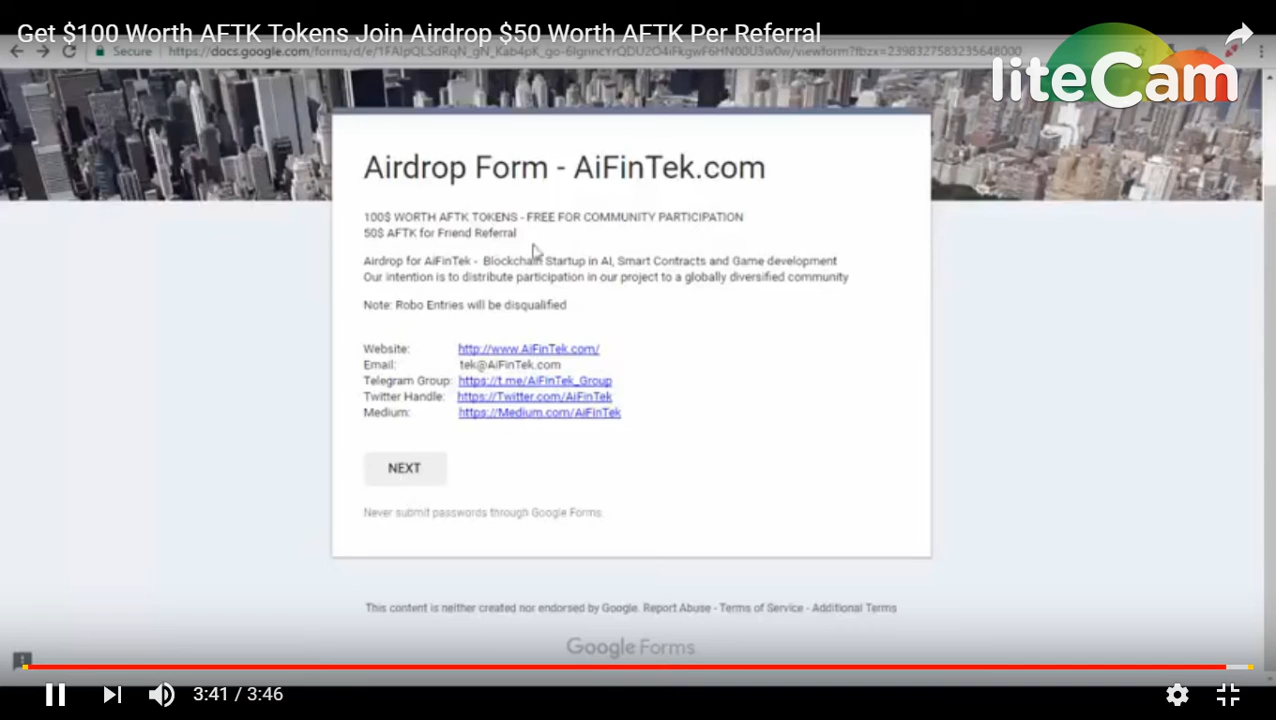 Get $100 Worth AFTK Tokens Join Airdrop $50 Worth AFTK Per Referral
Secure
liteCam
Airdrop Form - AiFinTek.com
100$ WORTH AFTK TOKENS - FREE FOR COMMUNITY PARTICIPATION
50$ AFTK for Friend Referral
Airdrop for AiFinTek - Blockchain Startup in AI, Smart Contracts and Game development
Our intention is to distribute participation in our project to a globally diversified community
Note: Robo Entries will be disqualified
Website: http://www.AiFinTek.com/
Email: tek@AiFinTek.com
Telegram Group: https://t.me/AiFinTek_Group
Twitter Handle: https://Twitter.com/AiFinTek
Medium: https://Medium.com/AiFinTek
NEXT
Never submit passwords through Google Forms.
This content is neither created nor endorsed by Google. Report Abuse - Terms of Service - Additional Terms
Google Forms
3:41 / 3:46